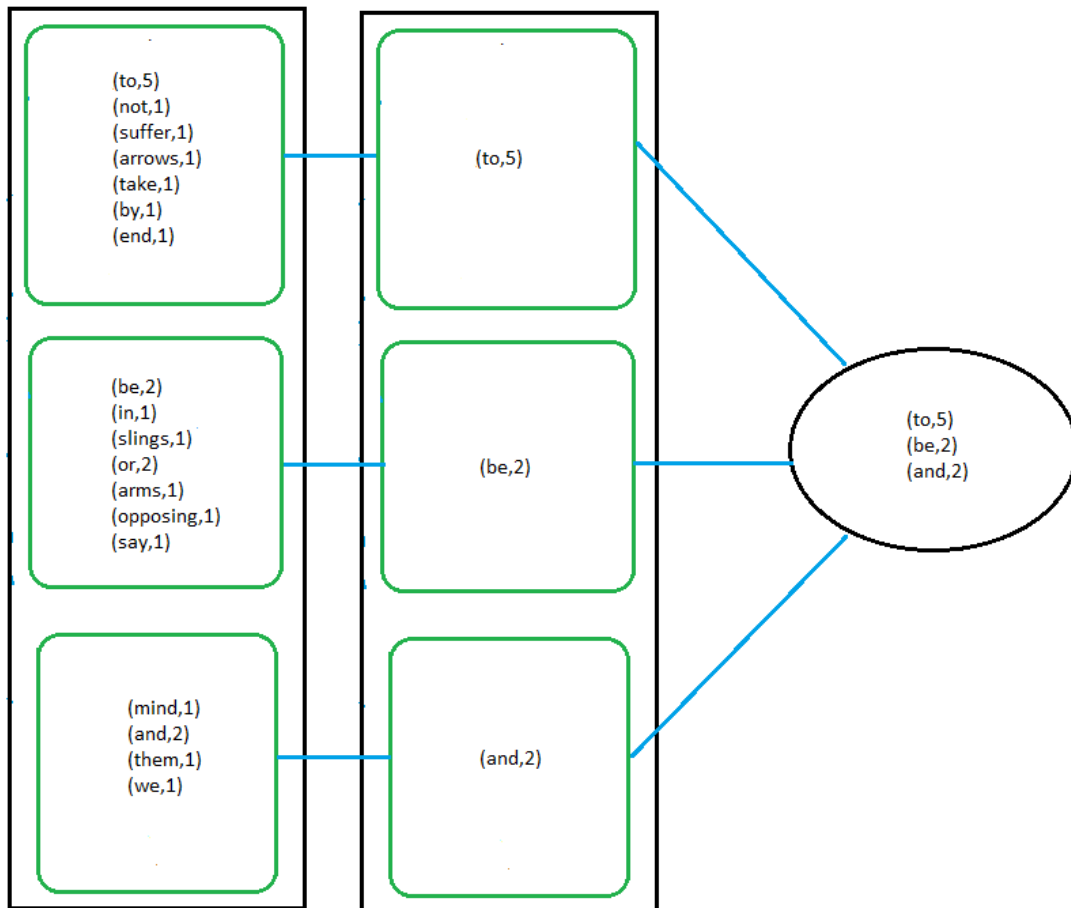 (to,5)
(not,1)
(suffer,1)
(arrows,1)
(take,1)
(by,1)
(end,1)
(to,5)
(be,2)
(in,1)
(slings,1)
(or,2)
(arms,1)
(opposing,1)
(say,1)
(be,2)
(mind,1)
(and,2)
(them,1)
(we,1)
(and,2)
(to,5)
(be,2)
(and,2)